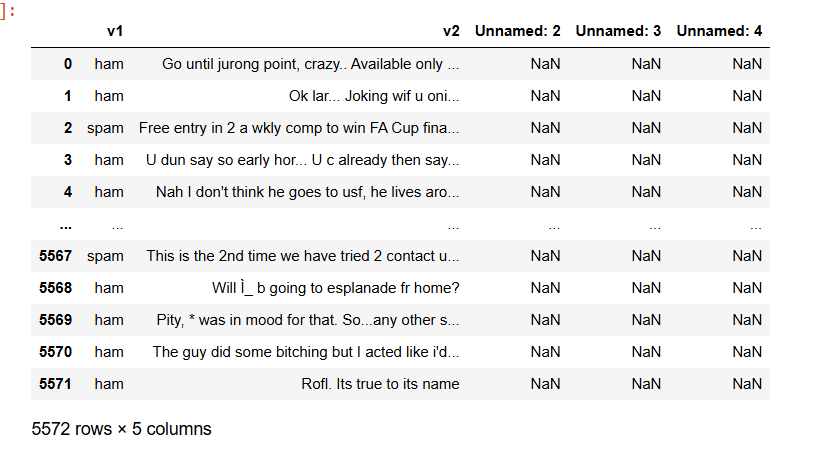 ]:
v1 v2 Unnamed: 2 Unnamed: 3 Unnamed: 4
0 ham Go until jurong point, crazy.. Available only ... NaN NaN NaN
1 ham Ok lar... Joking wif u oni... NaN NaN NaN
2 spam Free entry in 2 a wkly comp to win FA Cup fina... NaN NaN NaN
3 ham U dun say so early hor... U c already then say... NaN NaN NaN
4 ham Nah I don't think he goes to usf, he lives aro... NaN NaN NaN
... ... ... ... ... ...
5567 spam This is the 2nd time we have tried 2 contact u... NaN NaN NaN
5568 ham Will Ì_ b going to esplanade fr home? NaN NaN NaN
5569 ham Pity, * was in mood for that. So...any other s... NaN NaN NaN
5570 ham The guy did some bitching but I acted like i'd... NaN NaN NaN
5571 ham Rofl. Its true to its name NaN NaN NaN
5572 rows × 5 columns